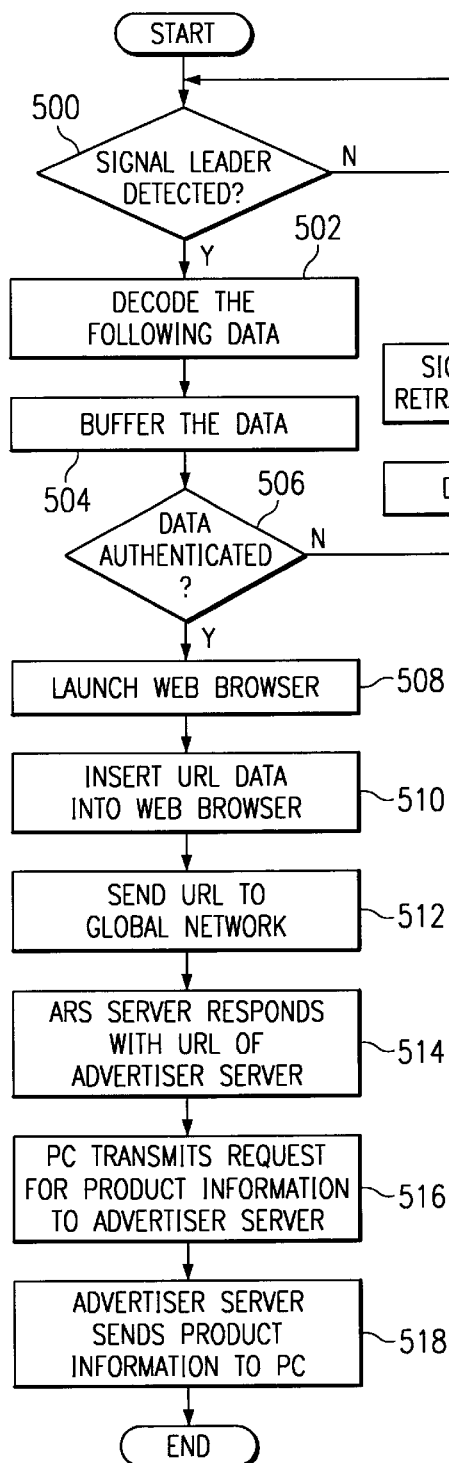 START
500
SIGNAL LEADER
DETECTED?
N
Y
502
DECODE THE
FOLLOWING DATA
BUFFER THE DATA
504
506
DATA
AUTHENTICATED
?
N
Y
LAUNCH WEB BROWSER
508
INSERT URL DATA
INTO WEB BROWSER
510
SEND URL TO
GLOBAL NETWORK
512
ARS SERVER RESPONDS
WITH URL OF
ADVERTISER SERVER
514
PC TRANSMITS REQUEST
FOR PRODUCT INFORMATION
TO ADVERTISER SERVER
516
ADVERTISER SERVER
SENDS PRODUCT
INFORMATION TO PC
518
END